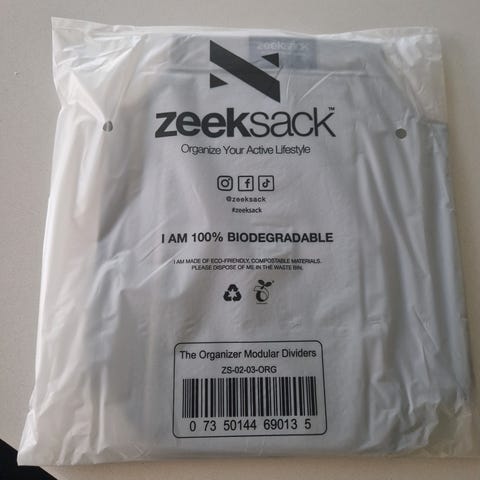 zeeksack
zeeksack™
Organize Your Active Lifestyle
@zeeksack
#zeeksack
I AM 100% BIODEGRADABLE
I AM MADE OF ECO-FRIENDLY, COMPOSTABLE MATERIALS.
PLEASE DISPOSE OF ME IN THE WASTE BIN.
The Organizer Modular Dividers
ZS-02-03-ORG
0 73 50144 69013 5